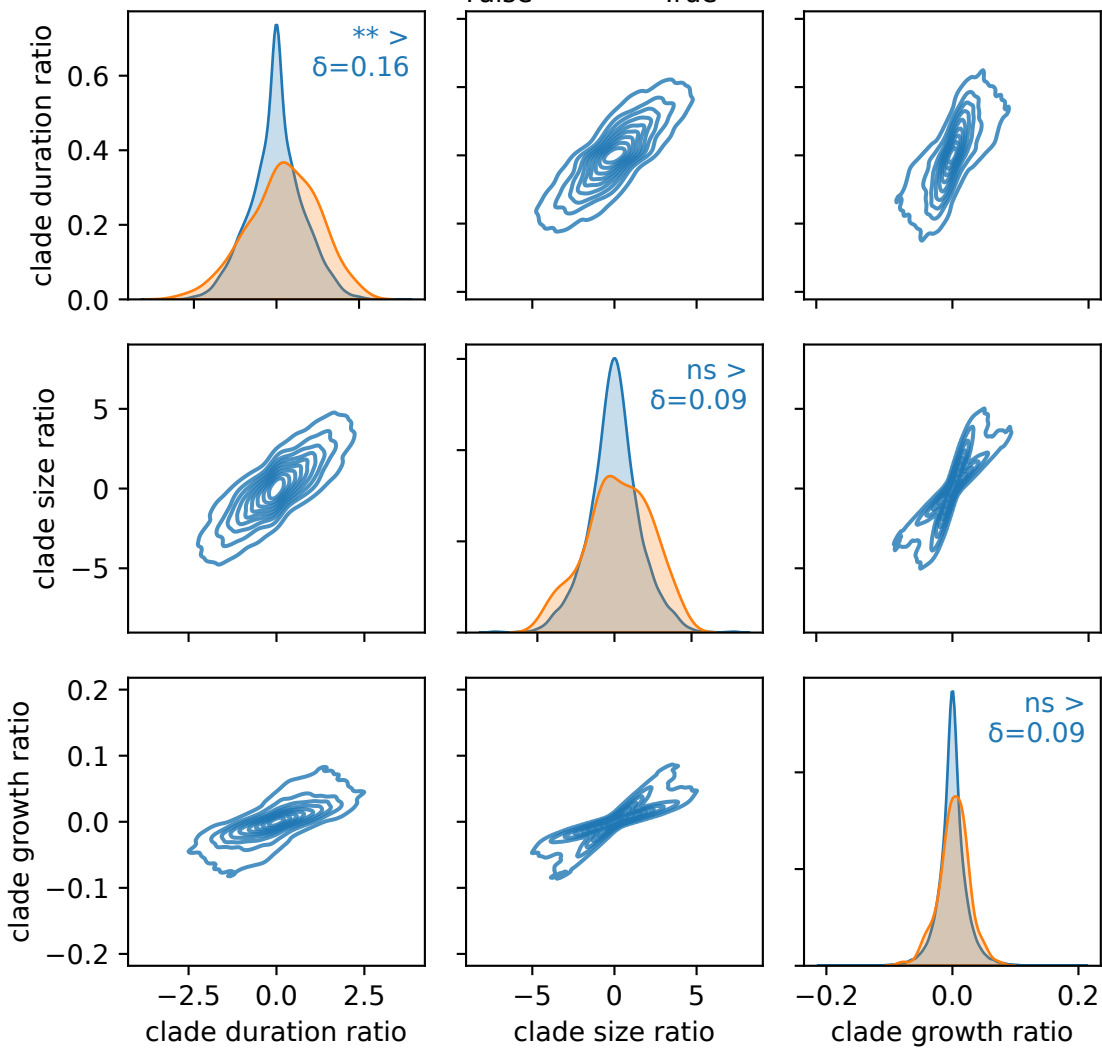 True
** >
δ=0.16
clade duration ratio
0.6
0.4
0.2
0.0
ns >
δ=0.09
clade size ratio
5
0
−5
ns >
δ=0.09
clade growth ratio
0.2
0.1
0.0
−0.1
−0.2
−2.5 0.0 2.5
−5 0 5
−0.2 0.0 0.2
clade duration ratio
clade size ratio
clade growth ratio